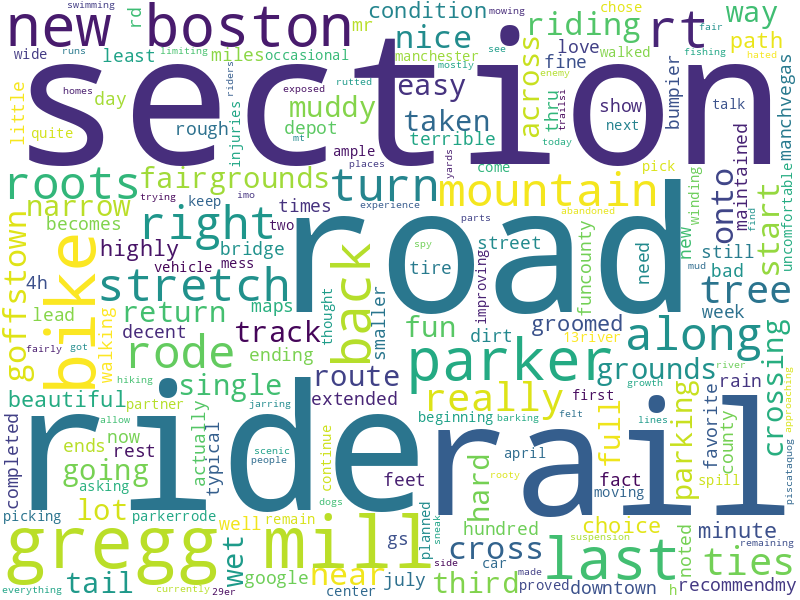 swimming mowing chose
new boston rd condition nice rt riding way
wide runs least miles occasional mr limiting mostly see fair path
section
homes day manchester across love fine walked fishing hated
little quite rough muddy depot injuries riders exposed rutted easy enemy
taken terrible thru trailsi show next talk today bumpier manchvegas
roots fairgrounds mt ample places yards come pick
narrow trying keep imo times two turn experience mountain parts abandoned
goffstown becomes right bridge road spy street onto maintained winding find
highly vehicle mess back tire improving need new still bad uncomfortable
4h bike stretch maps smaller funcounty tree start mud week
lead return thought fun dirt groomed 13river along
fairly got decent track rode ending route parker grounds crossing
hiking single extended really first favorite rain
beautiful partner jarring beginning barking felt growth river lines approaching
allow ends now actually typical ride scenic people rail full parking county
completed going rest asking continue feet april hard fact moving spill
picking lot parkerrode dogs rooty piscataquog
gregg mill well remain gs planned sneak hundred choice noted minute
wet google near july cross suspension last ties
tail center third side car made proved downtown h remaining recommendmy
everything currently 29er